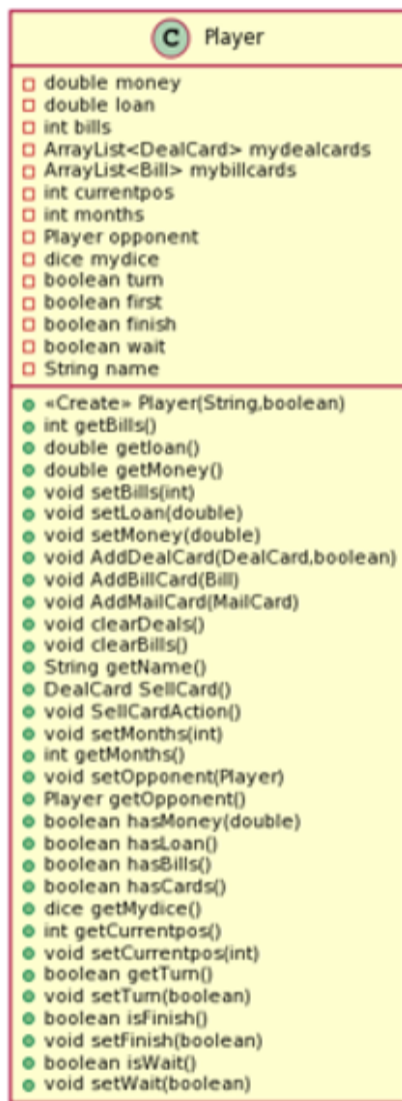 C Player
double money
double loan
int bills
ArrayList<DealCard> mydealcards
ArrayList<Bill> mybillcards
int currentpos
int months
Player opponent
dice mydice
boolean turn
boolean first
boolean finish
boolean wait
String name
«Create» Player(String,boolean)
int getBills()
double getloan()
double getMoney()
void setBills(int)
void setLoan(double)
void setMoney(double)
void AddDealCard(DealCard,boolean)
void AddBillCard(Bill)
void AddMailCard(MailCard)
void clearDeals()
void clearBills()
String getName()
DealCard SellCard()
void SellCardAction()
void setMonths(int)
int getMonths()
void setOpponent(Player)
Player getOpponent()
boolean hasMoney(double)
boolean hasLoan()
boolean hasBills()
boolean hasCards()
dice getMydice()
int getCurrentpos()
void setCurrentpos(int)
boolean getTurn()
void setTurn(boolean)
boolean isFinish()
void setFinish(boolean)
boolean isWait()
void setWait(boolean)